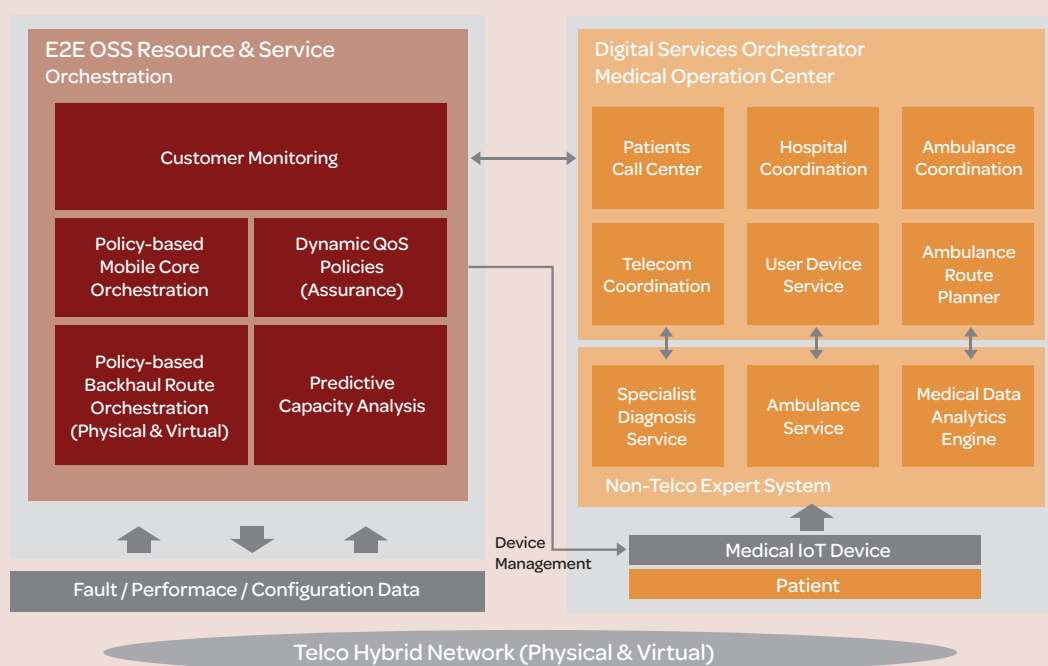 E2E OSS Resource & Service
Orchestration
Customer Monitoring
Policy-based
Mobile Core
Orchestration
Dynamic QoS
Policies
(Assurance)
Policy-based
Backhaul Route
Orchestration
(Physical & Virtual)
Predictive
Capacity Analysis
Fault / Performace / Configuration Data
Digital Services Orchestrator
Medical Operation Center
Patients
Call Center
Hospital
Coordination
Ambulance
Coordination
Telecom
Coordination
User Device
Service
Ambulance
Route
Planner
Specialist
Diagnosis
Service
Ambulance
Service
Medical Data
Analytics
Engine
Non-Telco Expert System
Device
Management
Medical IoT Device
Patient
Telco Hybrid Network (Physical & Virtual)